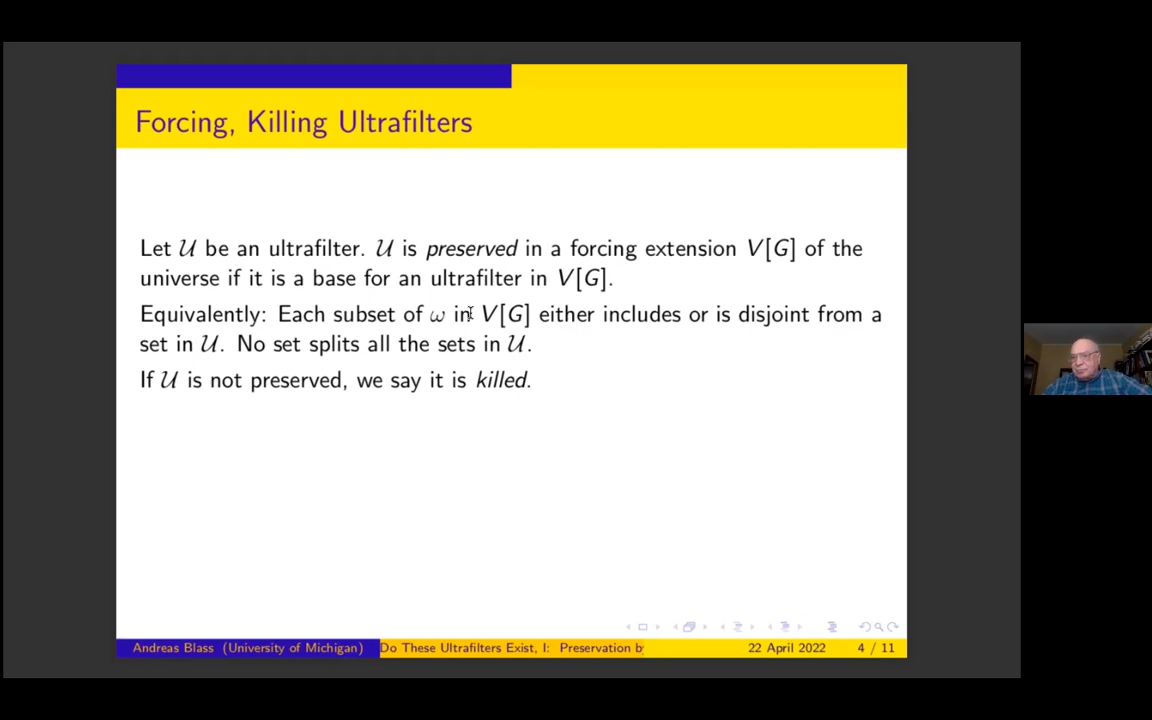 Forcing, Killing Ultrafilters
Let 𝒰 be an ultrafilter. 𝒰 is preserved in a forcing extension V[G] of the
universe if it is a base for an ultrafilter in V[G].
Equivalently: Each subset of ω in V[G] either includes or is disjoint from a
set in 𝒰. No set splits all the sets in 𝒰.
If 𝒰 is not preserved, we say it is killed.
Andreas Blass (University of Michigan) Do These Ultrafilters Exist, I: Preservation b 22 April 2022 4 / 11